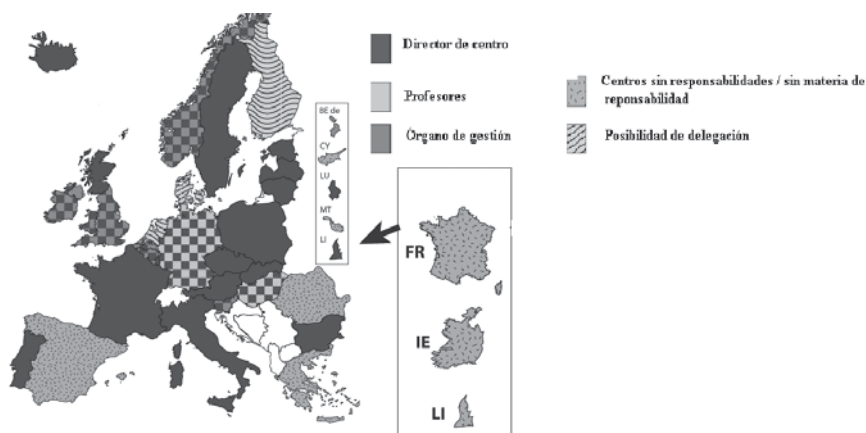 Director de centro
Profesores
Órgano de gestión
Centros sin responsabilidades / sin materia de
reponsabilidad
Posibilidad de delegación
BE de
CY
LU
MT
LI
FR
IE
LI